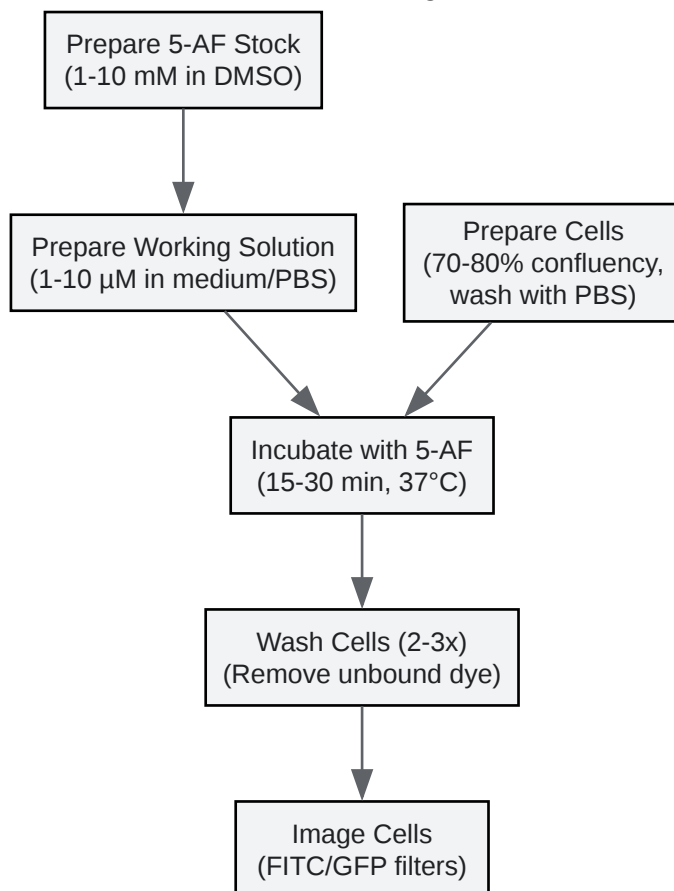 Prepare 5-AF Stock
(1-10 mM in DMSO)
Prepare Working Solution
(1-10 µM in medium/PBS)
Prepare Cells
(70-80% confluency,
wash with PBS)
Incubate with 5-AF
(15-30 min, 37°C)
Wash Cells (2-3x)
(Remove unbound dye)
Image Cells
(FITC/GFP filters)